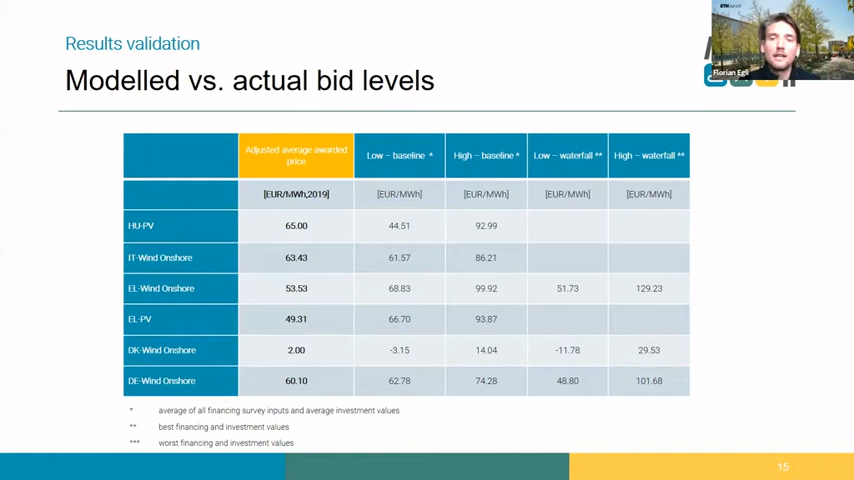 ETH zürich
Florian Egli
Results validation
Modelled vs. actual bid levels
Adjusted average awarded price Low – baseline * High – baseline * Low – waterfall ** High – waterfall **
[EUR/MWh,2019] [EUR/MWh] [EUR/MWh] [EUR/MWh] [EUR/MWh]
HU-PV 65.00 44.51 92.99
IT-Wind Onshore 63.43 61.57 86.21
EL-Wind Onshore 53.53 68.83 99.92 51.73 129.23
EL-PV 49.31 66.70 93.87
DK-Wind Onshore 2.00 -3.15 14.04 -11.78 29.53
DE-Wind Onshore 60.10 62.78 74.28 48.80 101.68
* average of all financing survey inputs and average investment values
** best financing and investment values
*** worst financing and investment values
15